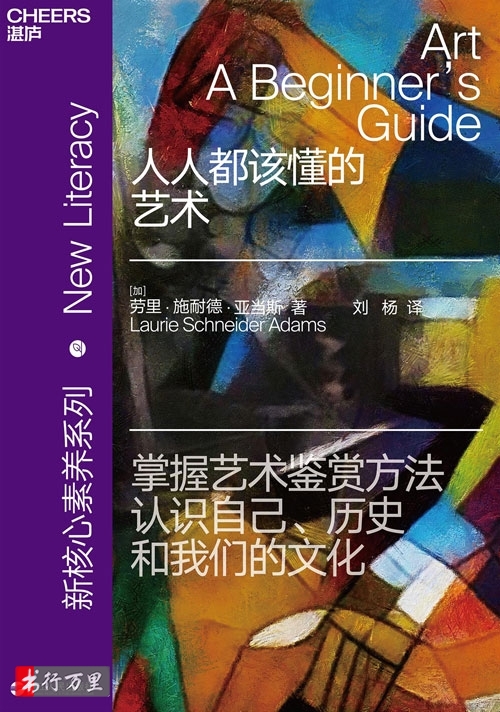 CHEERS
湛庐
Art
A Beginner's
Guide
人人都该懂的
艺术
[加]
劳里·施耐德·亚当斯 著 刘杨 译
Laurie Schneider Adams
掌握艺术鉴赏方法
认识自己、历史
和我们的文化
新核心素养系列 New Literacy
书行万里